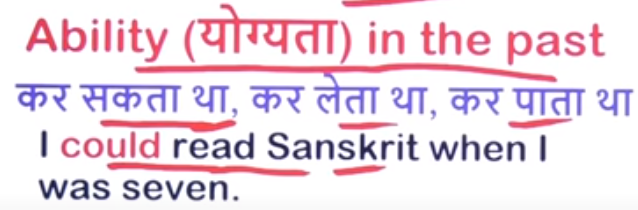 Ability (योग्यता) in the past
कर सकता था, कर लेता था, कर पाता था
I could read Sanskrit when I
was seven.